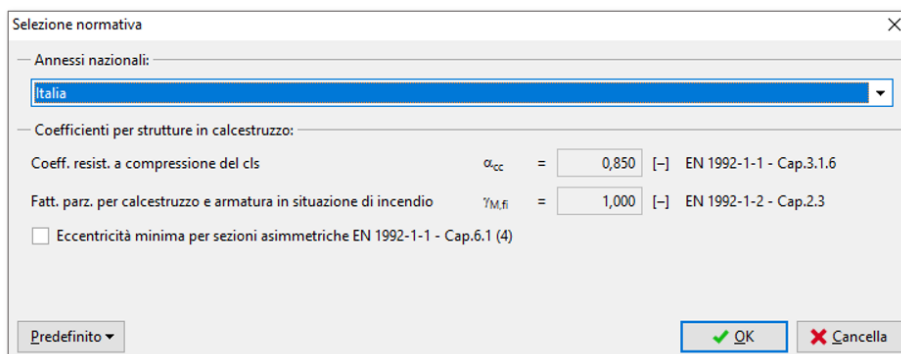 Selezione normativa
Annessi nazionali:
Italia
Coefficienti per strutture in calcestruzzo:
Coeff. resist. a compressione del cls αcc = 0,850 [–] EN 1992-1-1 - Cap.3.1.6
Fatt. parz. per calcestruzzo e armatura in situazione di incendio γM,fi = 1,000 [–] EN 1992-1-2 - Cap.2.3
Eccentricità minima per sezioni asimmetriche EN 1992-1-1 - Cap.6.1 (4)
Predefinito OK Cancella